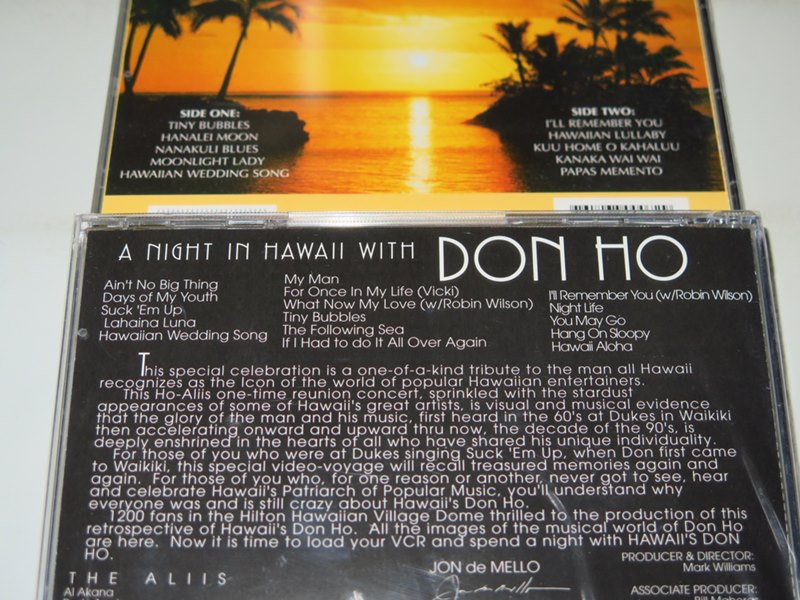 SIDE ONE:
TINY BUBBLES
HANALEI MOON
NANAKULI BLUES
MOONLIGHT LADY
HAWAIIAN WEDDING SONG
SIDE TWO:
I'LL REMEMBER YOU
HAWAIIAN LULLABY
KUU HOME O KAHALUU
KANAKA WAI WAI
PAPAS MEMENTO
A NIGHT IN HAWAII WITH DON HO
Ain't No Big Thing
Days of My Youth
Suck 'Em Up
Lahaina Luna
Hawaiian Wedding Song
My Man
For Once In My Life (Vicki)
What Now My Love (w/Robin Wilson)
Tiny Bubbles
The Following Sea
If I Had to do It All Over Again
I'll Remember You (w/Robin Wilson)
Night Life
You May Go
Hang On Sloopy
Hawaii Aloha
This special celebration is a one-of-a-kind tribute to the man all Hawaii
recognizes as the Icon of the world of popular Hawaiian entertainers.
This Ho-Aliis one-time reunion concert, sprinkled with the stardust
appearances of some of Hawaii's great artists, is visual and musical evidence
that the glory of the man and his music, first heard in the 60's at Dukes in Waikiki
then accelerating onward and upward thru now, the decade of the 90's, is
deeply enshrined in the hearts of all who have shared his unique individuality.
For those of you who were at Dukes singing Suck 'Em Up, when Don first came
to Waikiki, this special video-voyage will recall treasured memories again and
again. For those of you who, for one reason or another, never got to see, hear
and celebrate Hawaii's Patriarch of Popular Music, you'll understand why
everyone was and is still crazy about Hawaii's Don Ho.
1200 fans in the Hilton Hawaiian Village Dome thrilled to the production of this
retrospective of Hawaii's Don Ho. All the images of the musical world of Don Ho
are here. Now it is time to load your VCR and spend a night with HAWAII'S DON
HO.
THE ALIIS
Al Akana
JON de MELLO
PRODUCER & DIRECTOR:
Mark Williams
ASSOCIATE PRODUCER: